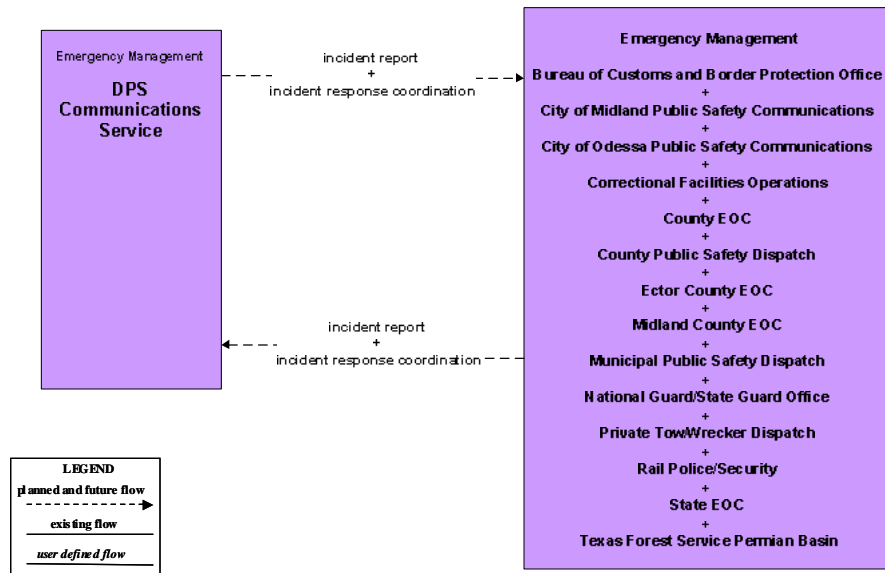 Emergency Management
DPS
Communications
Service
incident report
+
incident response coordination
incident report
+
incident response coordination
Emergency Management
Bureau of Customs and Border Protection Office
+
City of Midland Public Safety Communications
+
City of Odessa Public Safety Communications
+
Correctional Facilities Operations
+
County EOC
+
County Public Safety Dispatch
+
Ector County EOC
+
Midland County EOC
+
Municipal Public Safety Dispatch
+
National Guard/State Guard Office
+
Private Tow/Wrecker Dispatch
+
Rail Police/Security
+
State EOC
+
Texas Forest Service Permian Basin
LEGEND
planned and future flow
existing flow
user defined flow